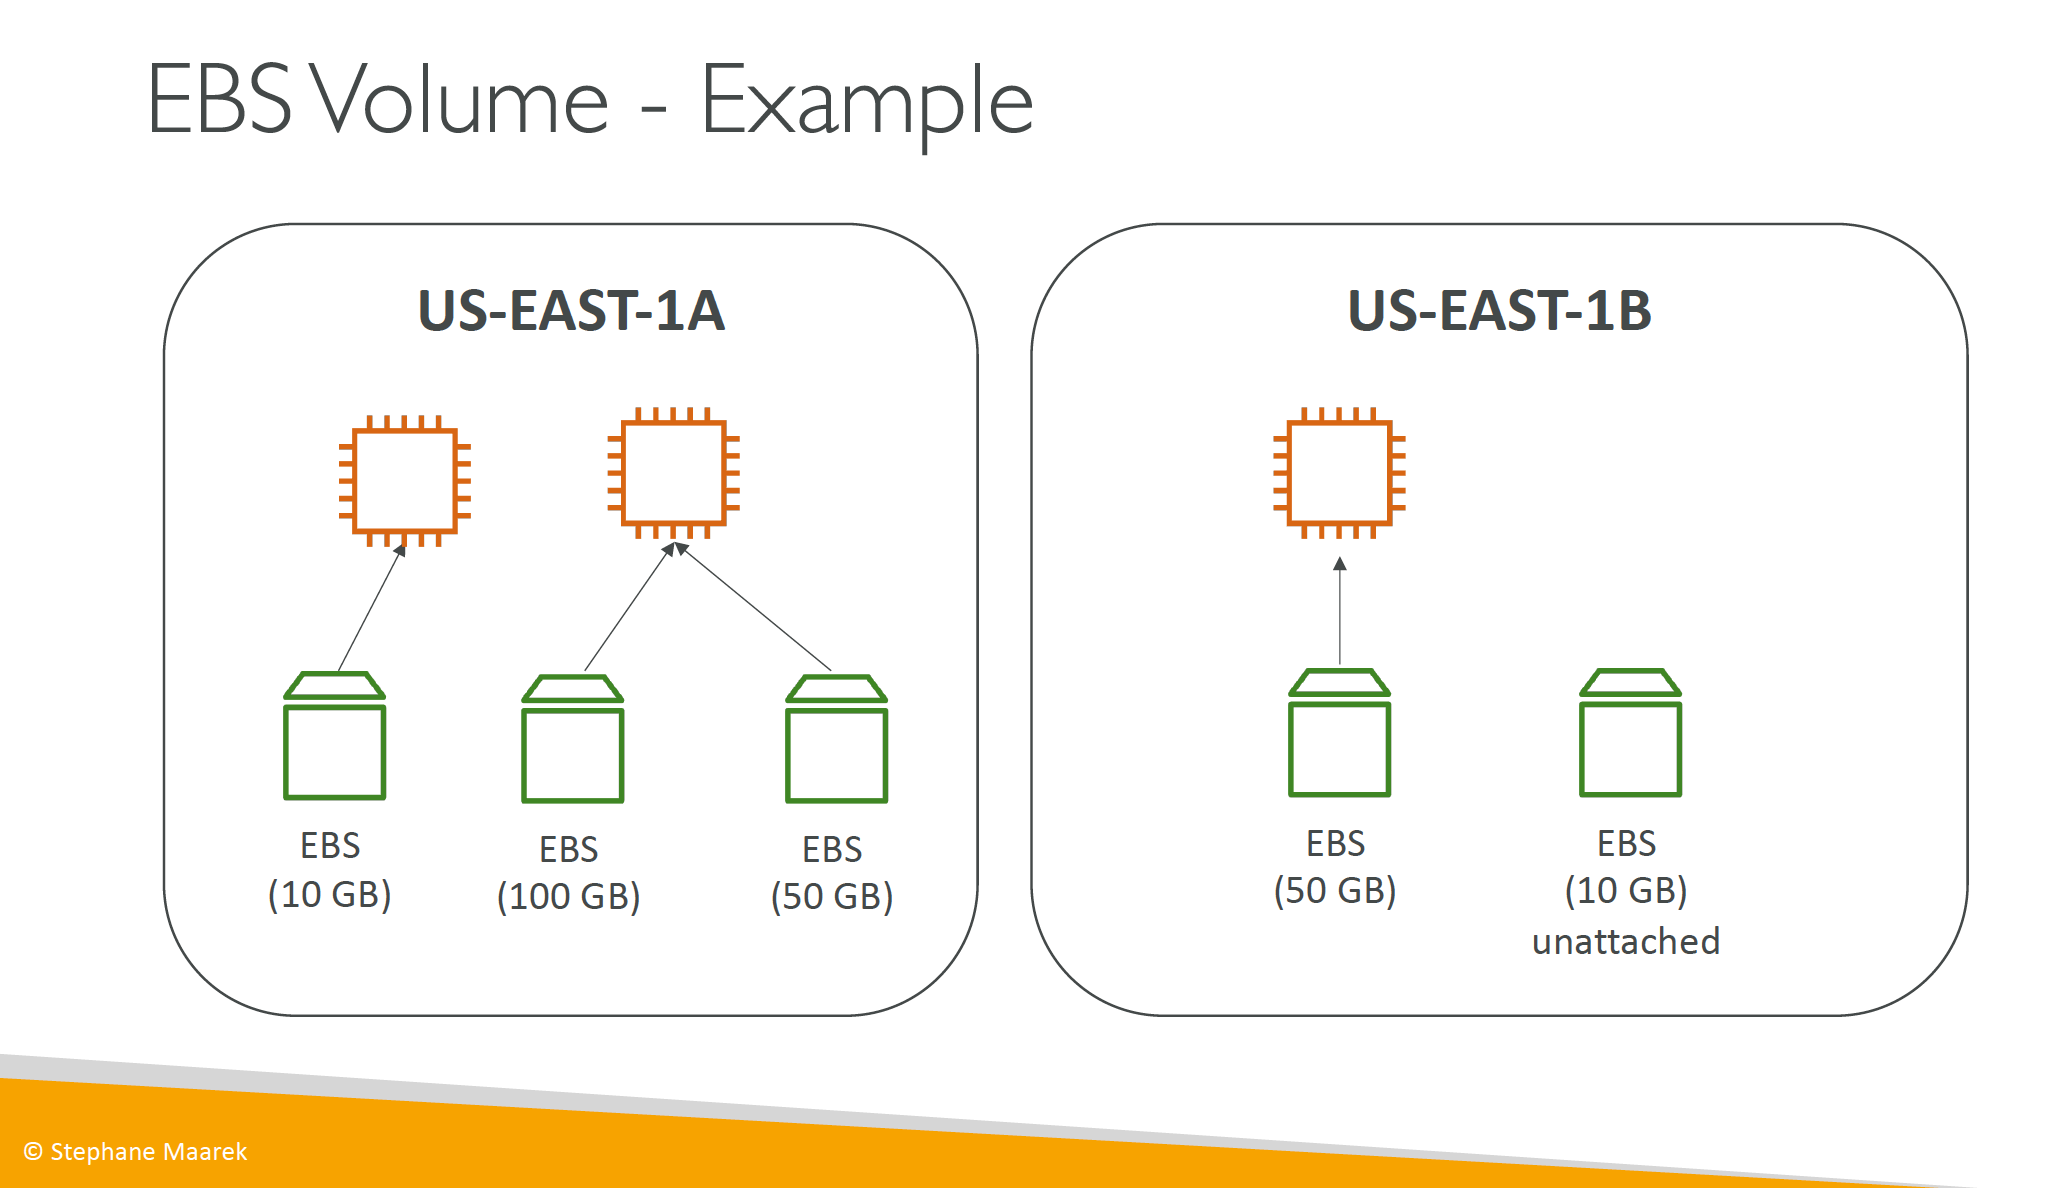 EBS Volume - Example
US-EAST-1A
EBS
(10 GB)
EBS
(100 GB)
EBS
(50 GB)
US-EAST-1B
EBS
(50 GB)
EBS
(10 GB)
unattached
© Stephane Maarek